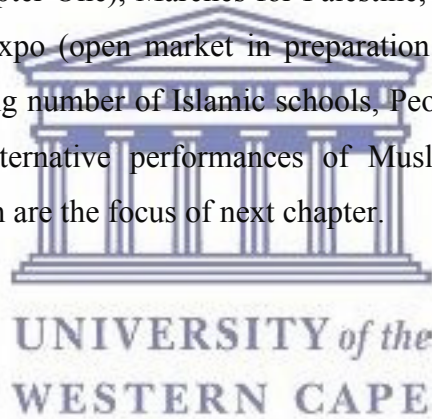 pter One), Marches for Palestine,
xpo (open market in preparation
ng number of Islamic schools, Peo
ternative performances of Musl
n are the focus of next chapter.
UNIVERSITY of the
WESTERN CAPE